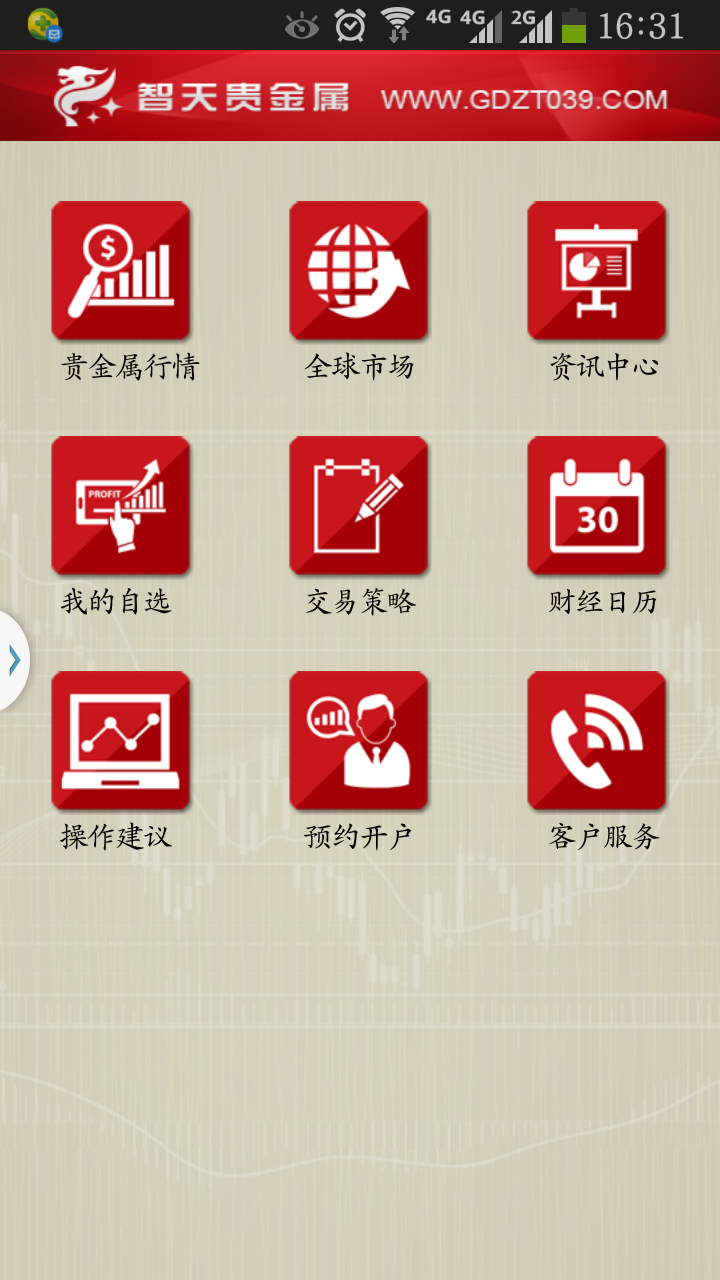 4G 4G 2G 16:31
智天贵金属 WWW.GDZT039.COM
$
贵金属行情 全球市场 资讯中心
PROFIT 30
我的自选 交易策略 财经日历
操作建议 预约开户 客户服务